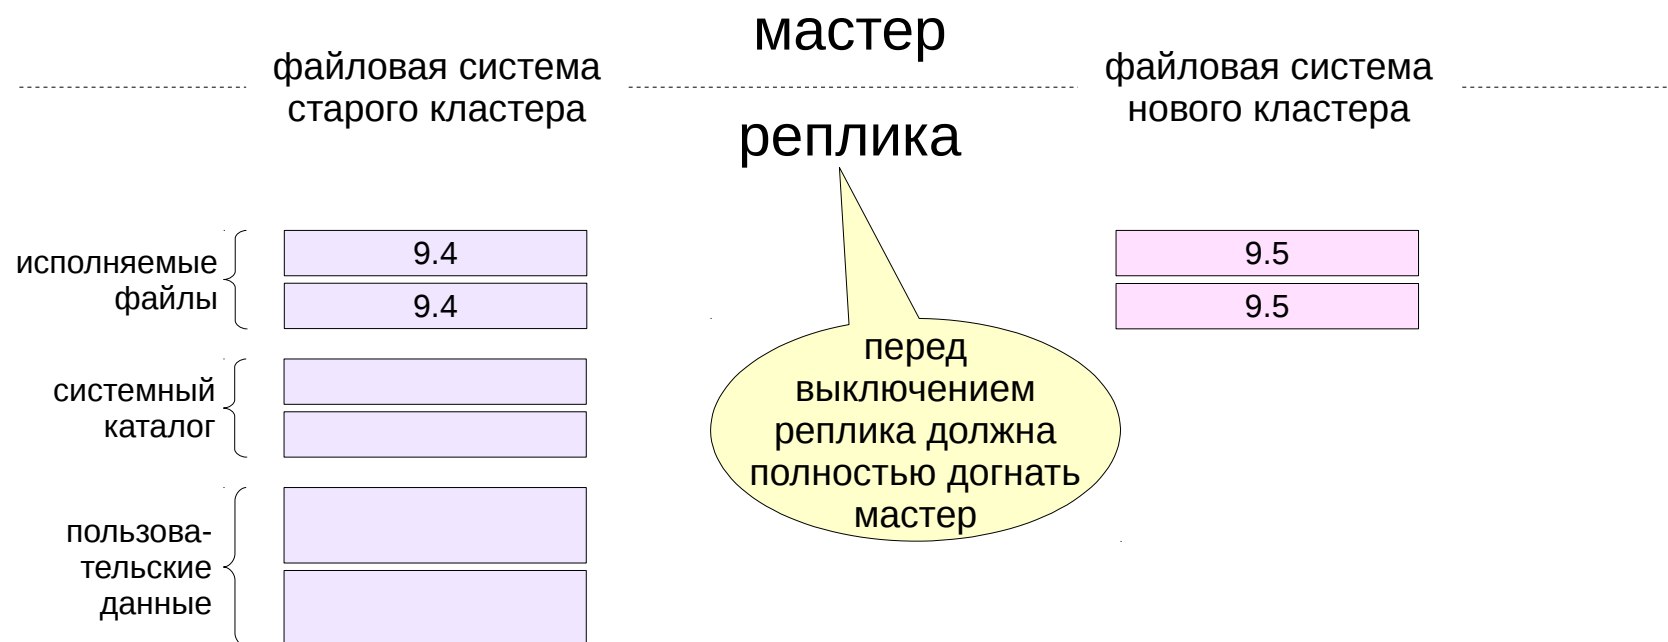 мастер
файловая система
старого кластера
файловая система
нового кластера
реплика
исполняемые
файлы
9.4
9.4
9.5
9.5
перед
выключением
реплика должна
полностью догнать
мастер
системный
каталог
пользова-
тельские
данные